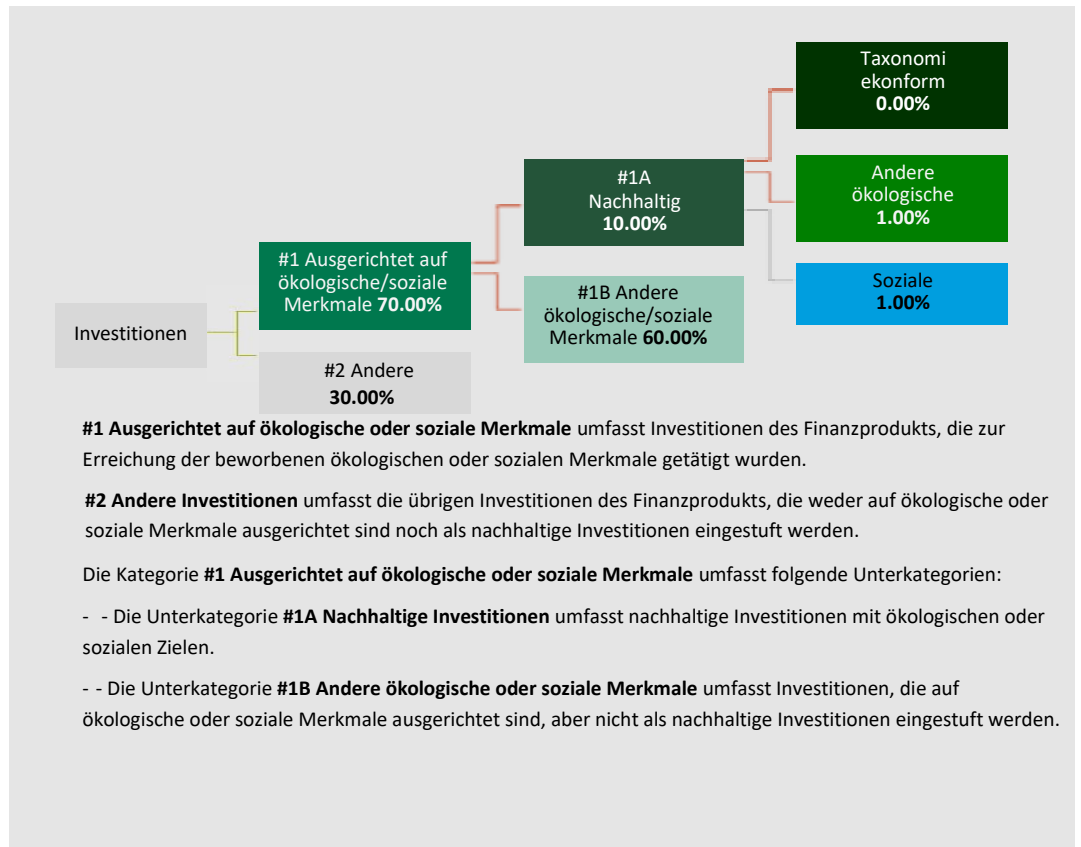 Taxonomi
ekonform
0.00%
#1A
Nachhaltig
10.00%
Andere
ökologische
1.00%
#1 Ausgerichtet auf
ökologische/soziale
Merkmale 70.00%
#1B Andere
ökologische/soziale
Merkmale 60.00%
Soziale
1.00%
Investitionen
#2 Andere
30.00%
#1 Ausgerichtet auf ökologische oder soziale Merkmale umfasst Investitionen des Finanzprodukts, die zur
Erreichung der beworbenen ökologischen oder sozialen Merkmale getätigt wurden.
#2 Andere Investitionen umfasst die übrigen Investitionen des Finanzprodukts, die weder auf ökologische oder
soziale Merkmale ausgerichtet sind noch als nachhaltige Investitionen eingestuft werden.
Die Kategorie #1 Ausgerichtet auf ökologische oder soziale Merkmale umfasst folgende Unterkategorien:
- - Die Unterkategorie #1A Nachhaltige Investitionen umfasst nachhaltige Investitionen mit ökologischen oder
sozialen Zielen.
- - Die Unterkategorie #1B Andere ökologische oder soziale Merkmale umfasst Investitionen, die auf
ökologische oder soziale Merkmale ausgerichtet sind, aber nicht als nachhaltige Investitionen eingestuft werden.